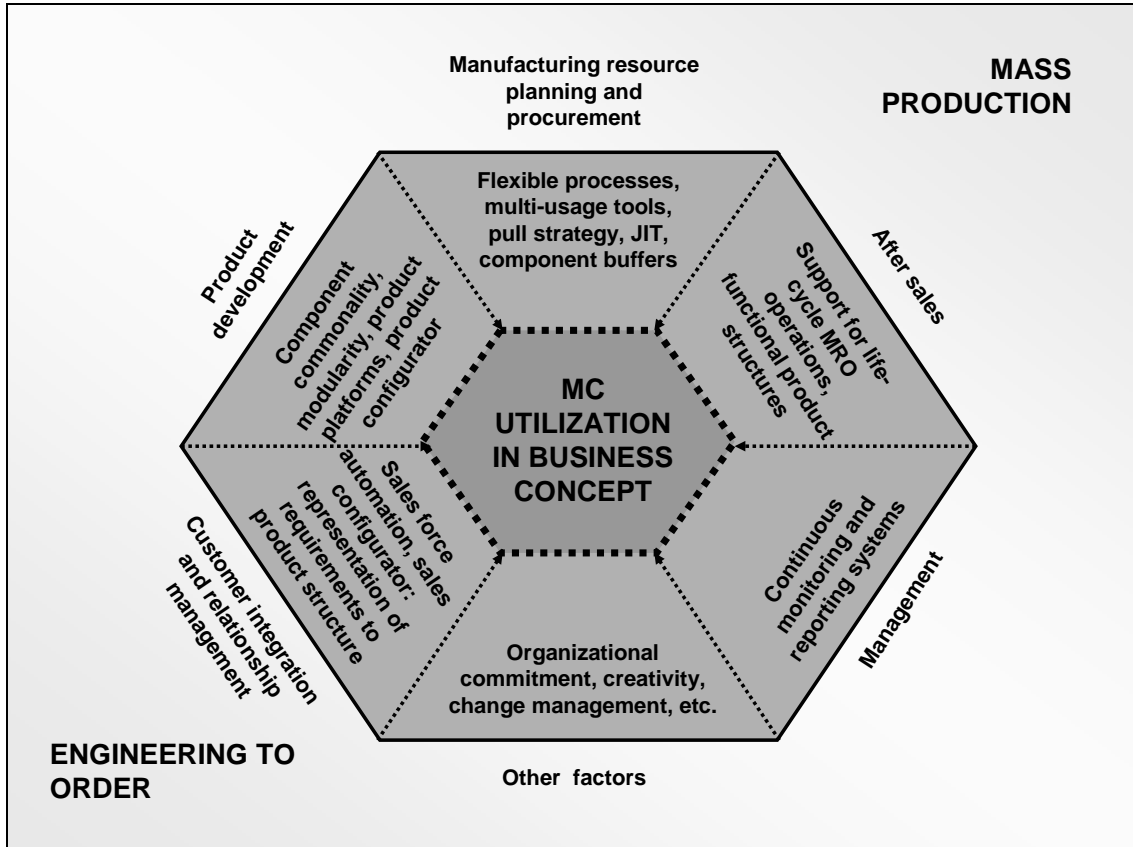 Manufacturing resource
planning and
procurement
MASS
PRODUCTION
Flexible processes,
multi-usage tools,
pull strategy, JIT,
component buffers
Product
development
Component
commonality,
modularity, product
platforms, product
configurator
After sales
Support for life-
cycle MRO
operations,
functional product
structures
MC
UTILIZATION
IN BUSINESS
CONCEPT
Customer integration
and relationship
management
Sales force
automation, sales
configurator:
representation of
requirements to
product structure
Continuous
monitoring and
reporting systems
Management
Organizational
commitment, creativity,
change management, etc.
ENGINEERING TO
ORDER
Other factors